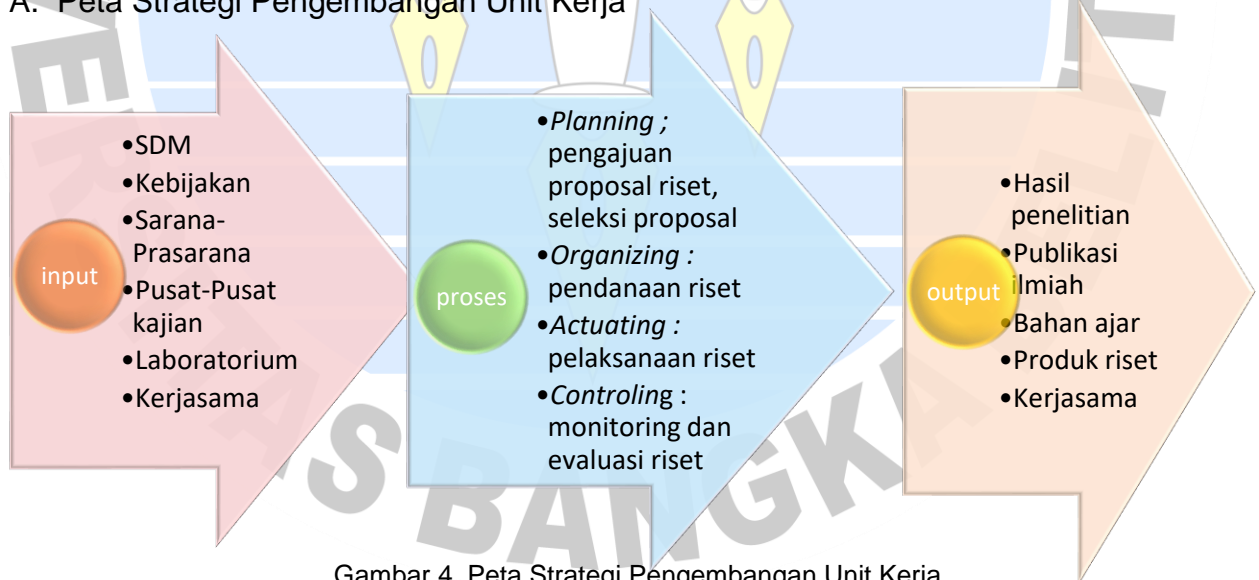 A. Peta Strategi Pengembangan Unit Kerja
input
•SDM
•Kebijakan
•Sarana-
Prasarana
•Pusat-Pusat
kajian
•Laboratorium
•Kerjasama
proses
•Planning ;
pengajuan
proposal riset,
seleksi proposal
•Organizing :
pendanaan riset
•Actuating :
pelaksanaan riset
•Controling :
monitoring dan
evaluasi riset
output
•Hasil
penelitian
•Publikasi
ilmiah
•Bahan ajar
•Produk riset
•Kerjasama
Gambar 4. Peta Strategi Pengembangan Unit Kerja